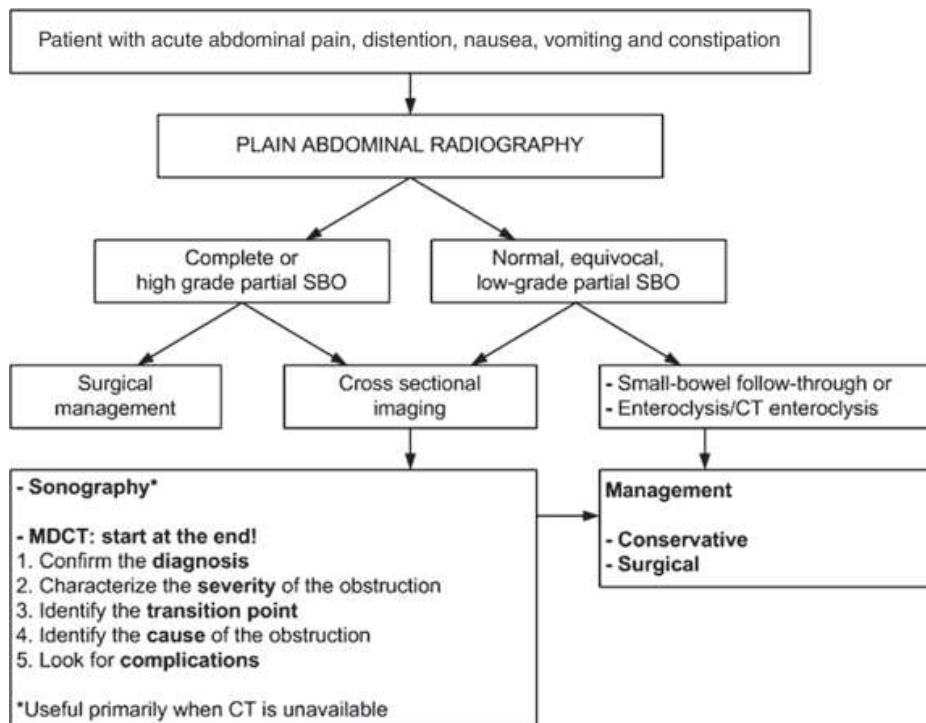 Patient with acute abdominal pain, distention, nausea, vomiting and constipation
PLAIN ABDOMINAL RADIOGRAPHY
Complete or
high grade partial SBO
Normal, equivocal,
low-grade partial SBO
Surgical
management
Cross sectional
imaging
- Small-bowel follow-through or
- Enteroclysis/CT enteroclysis
- Sonography*
- MDCT: start at the end!
1. Confirm the diagnosis
2. Characterize the severity of the obstruction
3. Identify the transition point
4. Identify the cause of the obstruction
5. Look for complications
*Useful primarily when CT is unavailable
Management
- Conservative
- Surgical